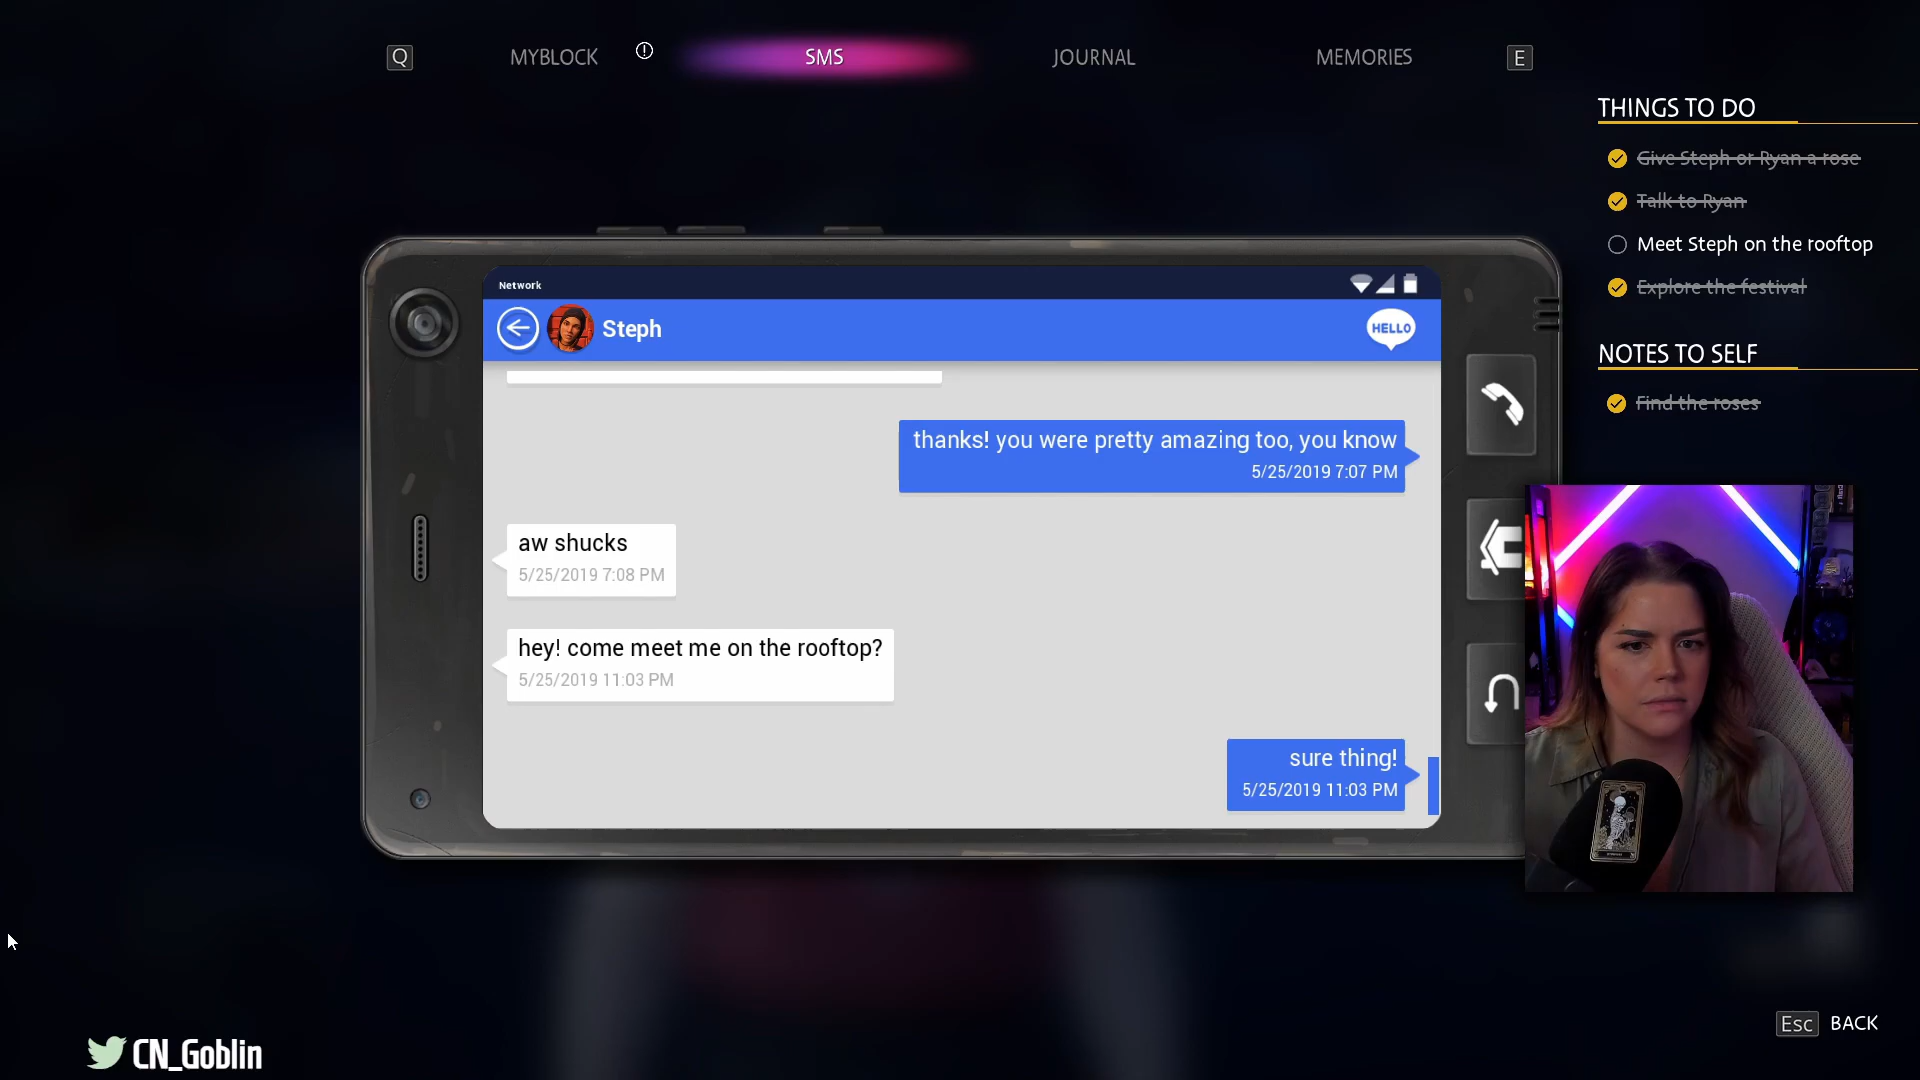 Q
MYBLOCK
SMS
JOURNAL
MEMORIES
E
THINGS TO DO
Give Steph or Ryan a rose
Talk to Ryan
Meet Steph on the rooftop
Explore the festival
NOTES TO SELF
Find the roses
Network
Steph
HELLO
thanks! you were pretty amazing too, you know
5/25/2019 7:07 PM
aw shucks
5/25/2019 7:08 PM
hey! come meet me on the rooftop?
5/25/2019 11:03 PM
sure thing!
5/25/2019 11:03 PM
Esc BACK
CN_Goblin